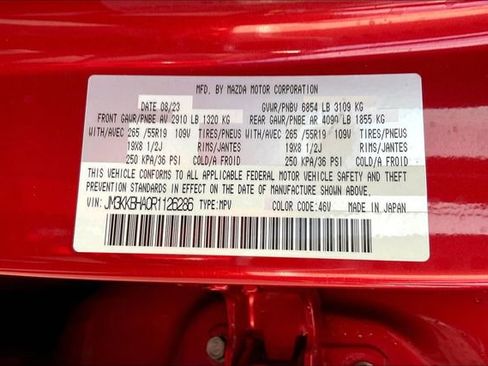 MFD. BY MAZDA MOTOR CORPORATION
DATE 08/23 GVWR/PNBV 6854 LB 3109 KG
FRONT GAWR/PNBE AV 2910 LB 1320 KG REAR GAWR/PNBE AR 4090 LB 1855 KG
WITH/AVEC 265 /55R19 109V TIRES/PNEUS WITH/AVEC 265 /55R19 109V TIRES/PNEUS
19X8 1/2J RIMS/JANTES 19X8 1/2J RIMS/JANTES
250 KPA/36 PSI COLD/A FROID 250 KPA/36 PSI COLD/A FROID
THIS VEHICLE CONFORMS TO ALL APPLICABLE FEDERAL MOTOR VEHICLE SAFETY AND
THEFT PREVENTION STANDARDS IN EFFECT ON THE DATE OF MANUFACTURE SHOWN ABOVE.
VIN: JM3KKBHA0R1126286 TYPE:MPV COLOR CODE:46V MADE IN JAPAN